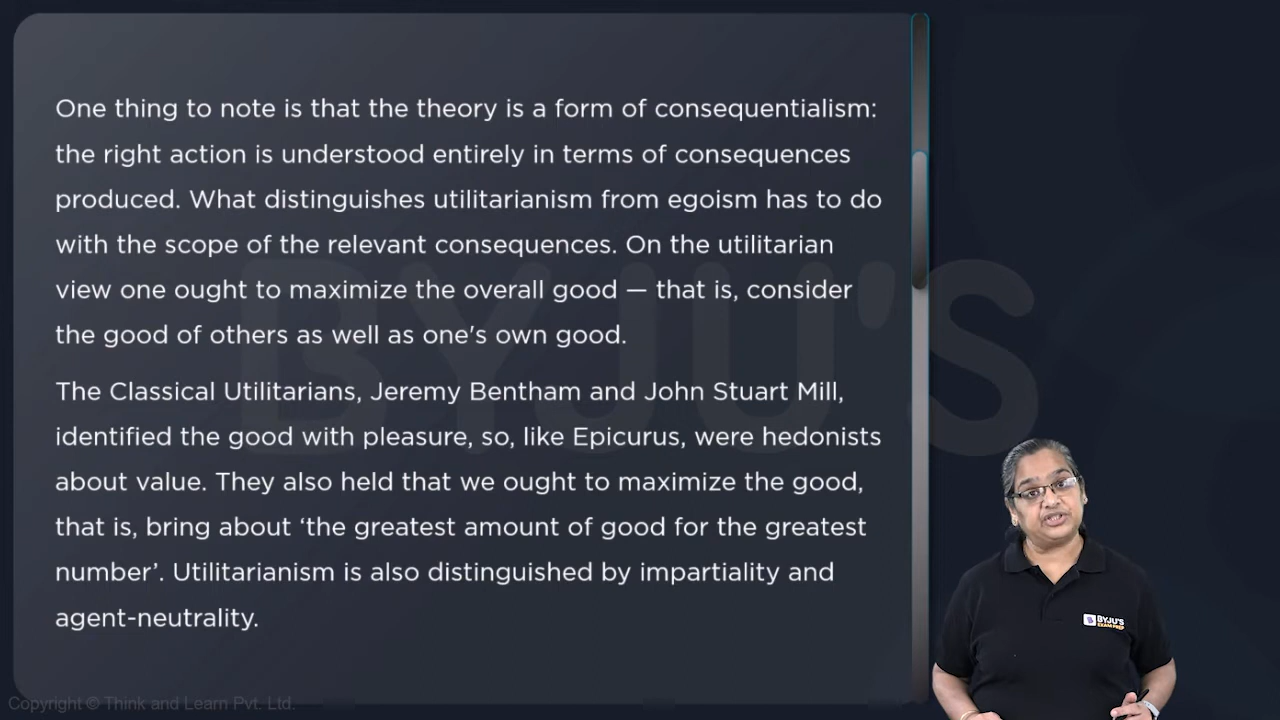 One thing to note is that the theory is a form of consequentialism:
the right action is understood entirely in terms of consequences
produced. What distinguishes utilitarianism from egoism has to do
with the scope of the relevant consequences. On the utilitarian
view one ought to maximize the overall good — that is, consider
the good of others as well as one's own good.
The Classical Utilitarians, Jeremy Bentham and John Stuart Mill,
identified the good with pleasure, so, like Epicurus, were hedonists
about value. They also held that we ought to maximize the good,
that is, bring about ‘the greatest amount of good for the greatest
number’. Utilitarianism is also distinguished by impartiality and
agent-neutrality.
BYJU'S
BYJU'S
EXAM PREP
Copyright © Think and Learn Pvt. Ltd.